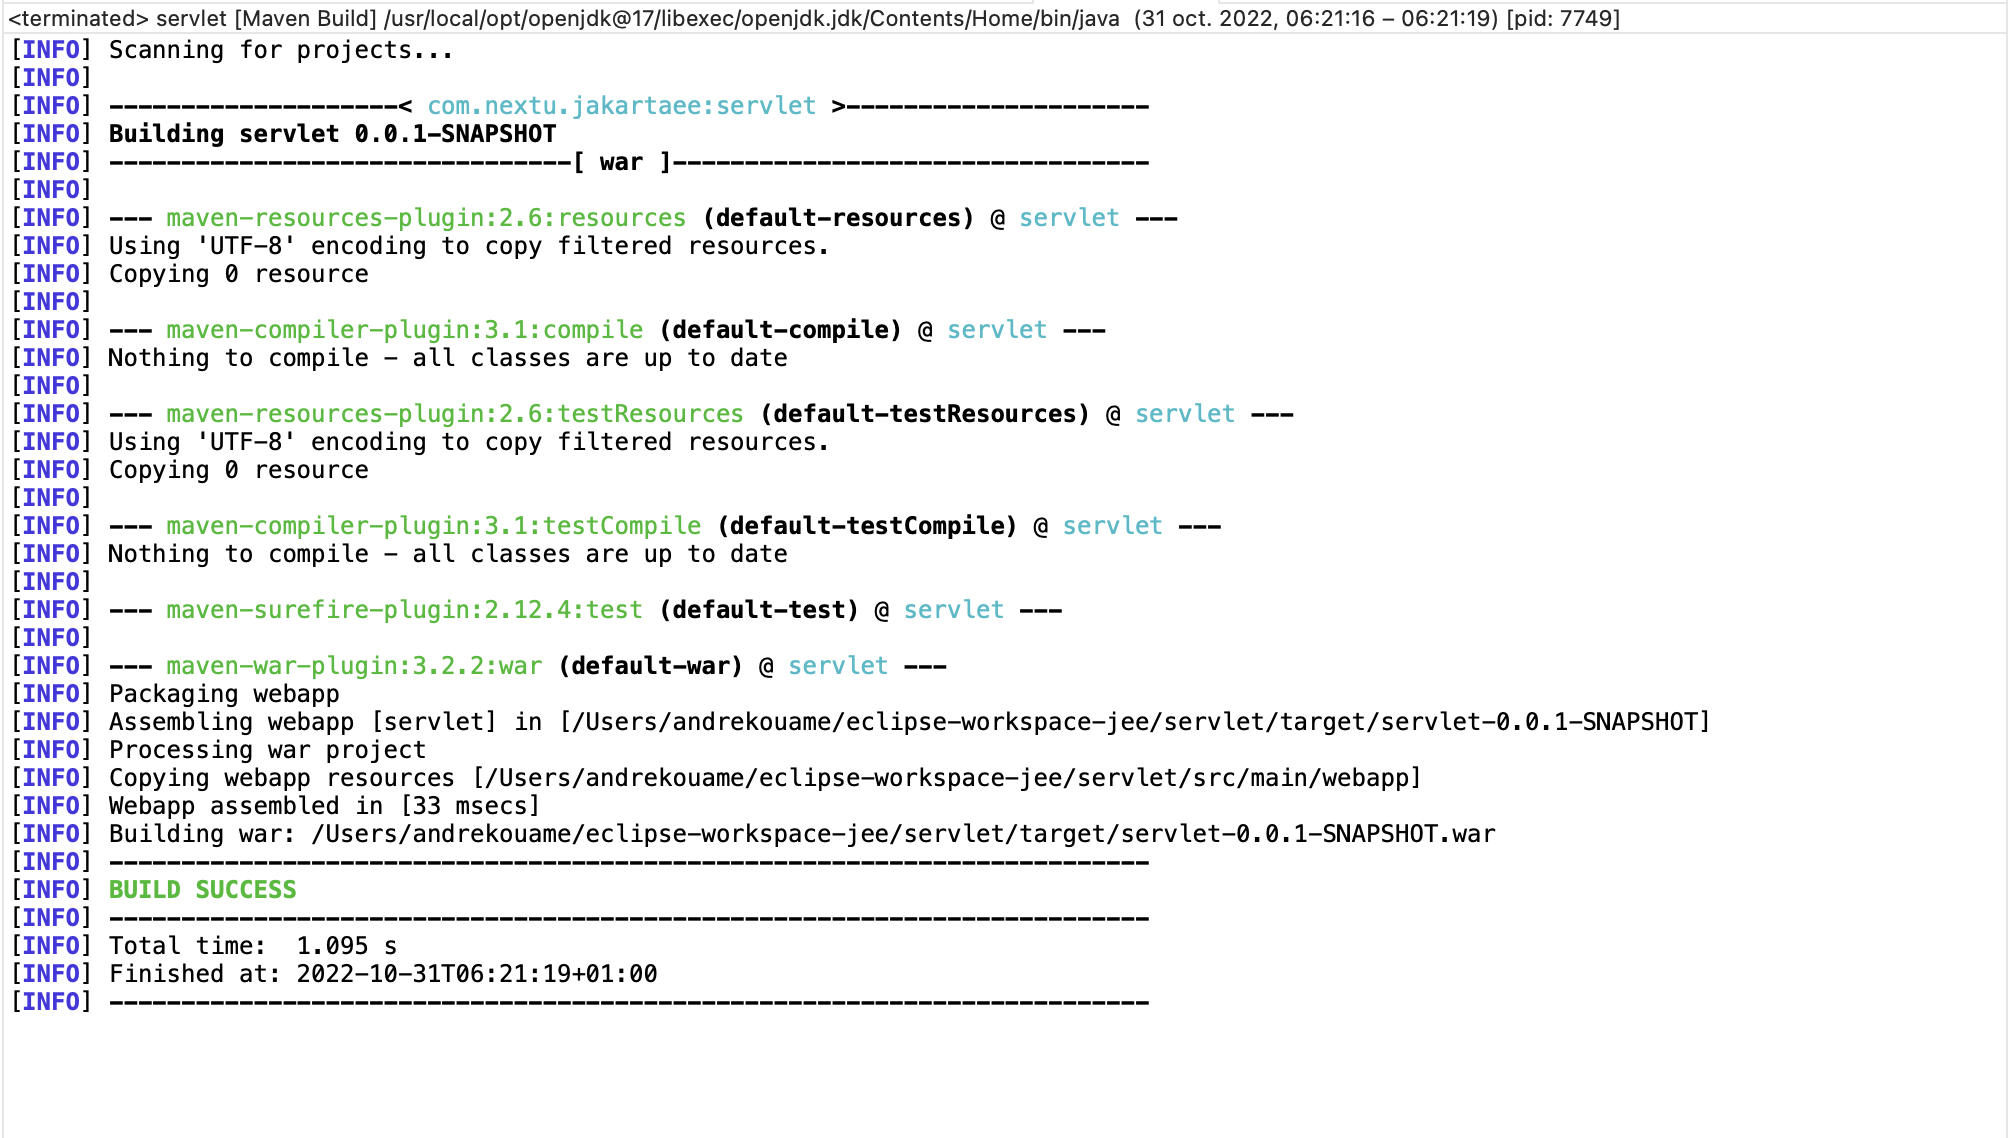 <terminated> servlet [Maven Build] /usr/local/opt/openjdk@17/libexec/openjdk.jdk/Contents/Home/bin/java (31 oct. 2022, 06:21:16 – 06:21:19) [pid: 7749]
[INFO] Scanning for projects...
[INFO]
[INFO] --------------------< com.nextu.jakartaee:servlet >---------------------
[INFO] Building servlet 0.0.1-SNAPSHOT
[INFO] --------------------------------[ war ]---------------------------------
[INFO]
[INFO] --- maven-resources-plugin:2.6:resources (default-resources) @ servlet ---
[INFO] Using 'UTF-8' encoding to copy filtered resources.
[INFO] Copying 0 resource
[INFO]
[INFO] --- maven-compiler-plugin:3.1:compile (default-compile) @ servlet ---
[INFO] Nothing to compile - all classes are up to date
[INFO]
[INFO] --- maven-resources-plugin:2.6:testResources (default-testResources) @ servlet ---
[INFO] Using 'UTF-8' encoding to copy filtered resources.
[INFO] Copying 0 resource
[INFO]
[INFO] --- maven-compiler-plugin:3.1:testCompile (default-testCompile) @ servlet ---
[INFO] Nothing to compile - all classes are up to date
[INFO]
[INFO] --- maven-surefire-plugin:2.12.4:test (default-test) @ servlet ---
[INFO]
[INFO] --- maven-war-plugin:3.2.2:war (default-war) @ servlet ---
[INFO] Packaging webapp
[INFO] Assembling webapp [servlet] in [/Users/andrekouame/eclipse-workspace-jee/servlet/target/servlet-0.0.1-SNAPSHOT]
[INFO] Processing war project
[INFO] Copying webapp resources [/Users/andrekouame/eclipse-workspace-jee/servlet/src/main/webapp]
[INFO] Webapp assembled in [33 msecs]
[INFO] Building war: /Users/andrekouame/eclipse-workspace-jee/servlet/target/servlet-0.0.1-SNAPSHOT.war
[INFO] ------------------------------------------------------------------------
[INFO] BUILD SUCCESS
[INFO] ------------------------------------------------------------------------
[INFO] Total time:  1.095 s
[INFO] Finished at: 2022-10-31T06:21:19+01:00
[INFO] ------------------------------------------------------------------------